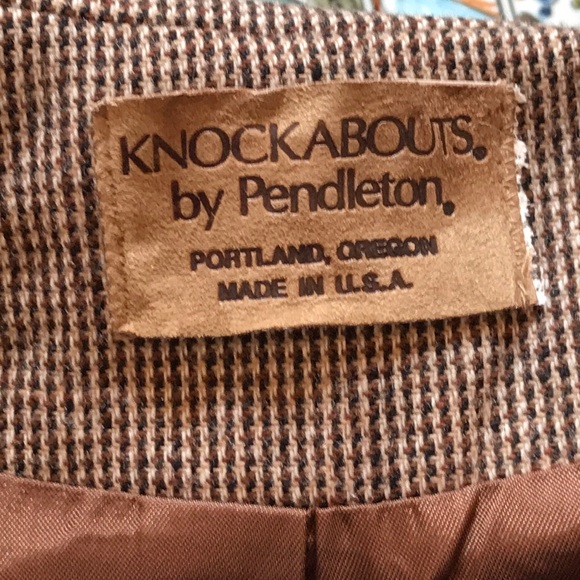 KNOCKABOUTS®
by Pendleton®
PORTLAND, OREGON
MADE IN U.S.A.